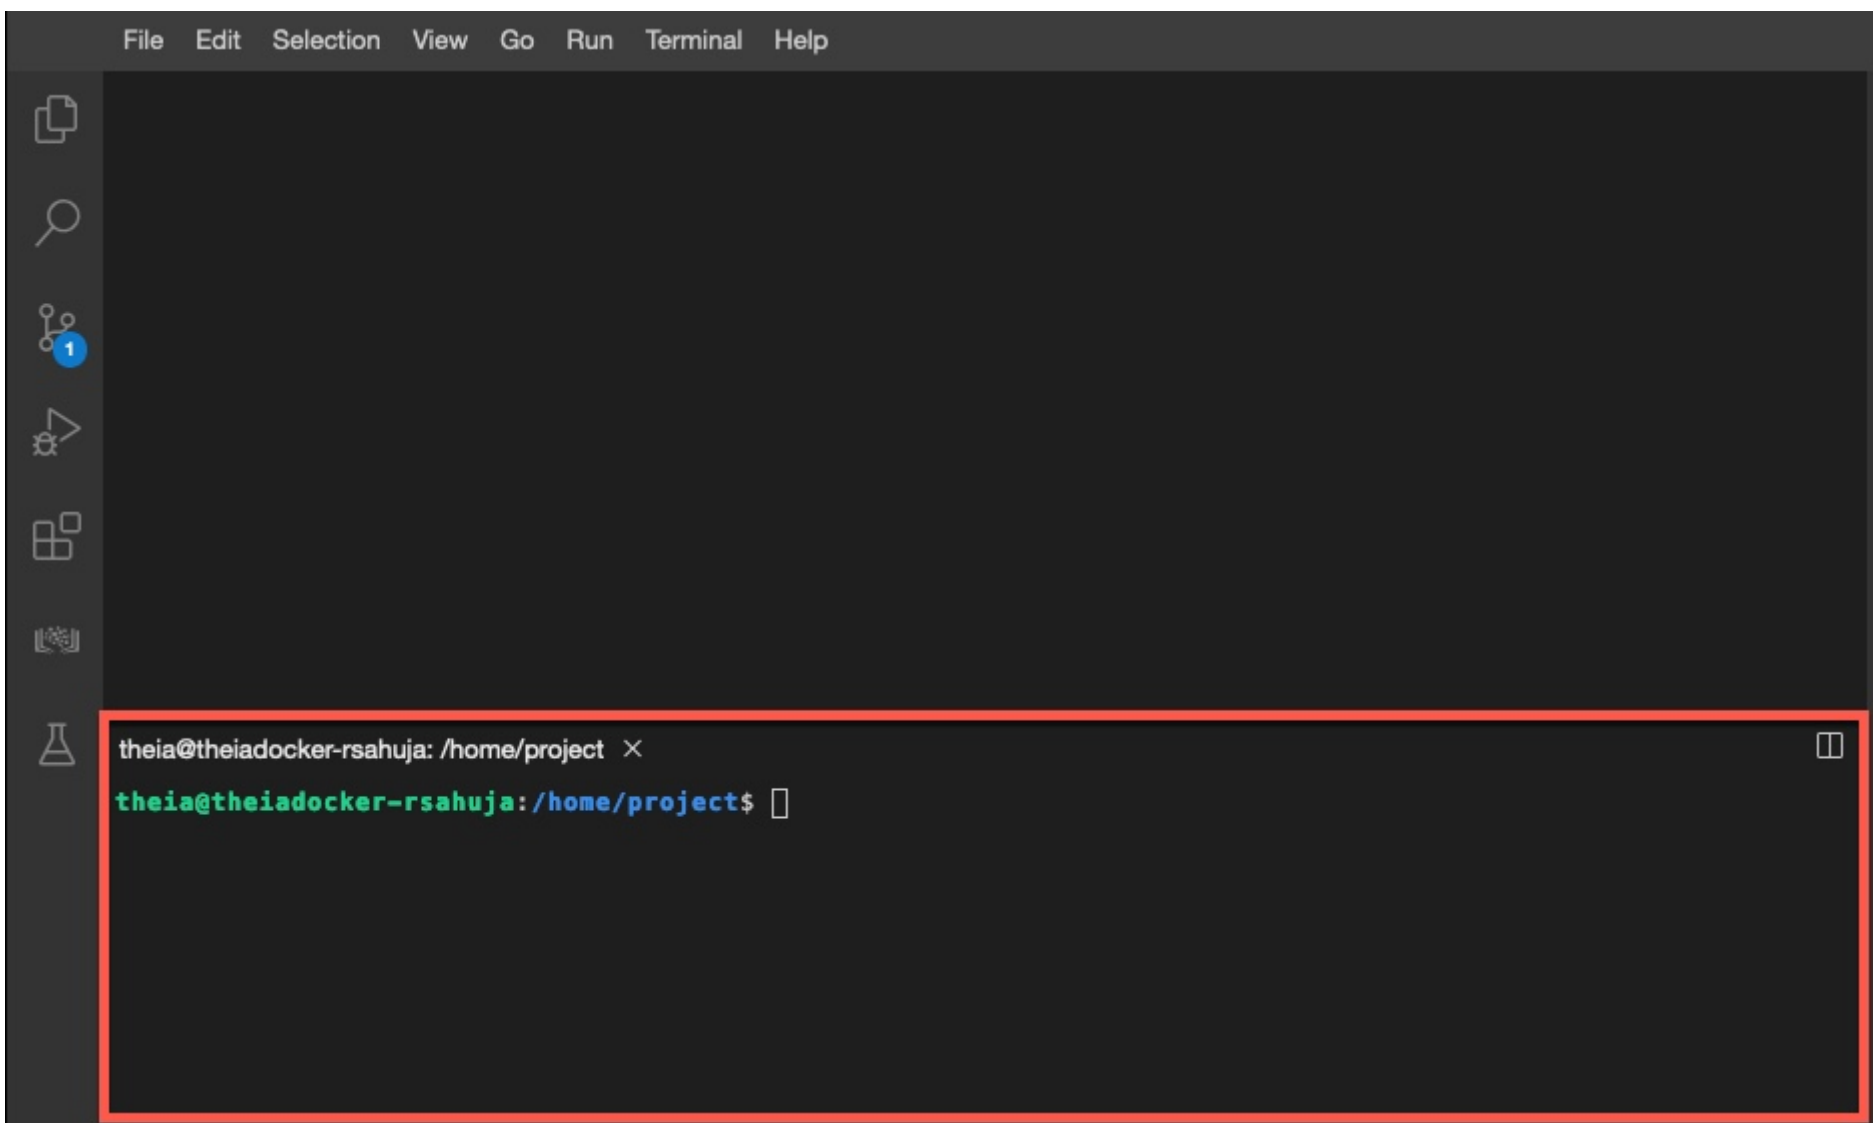 File Edit Selection View Go Run Terminal Help
1
theia@theiadocker-rsahuja: /home/project
theia@theiadocker-rsahuja:/home/project$